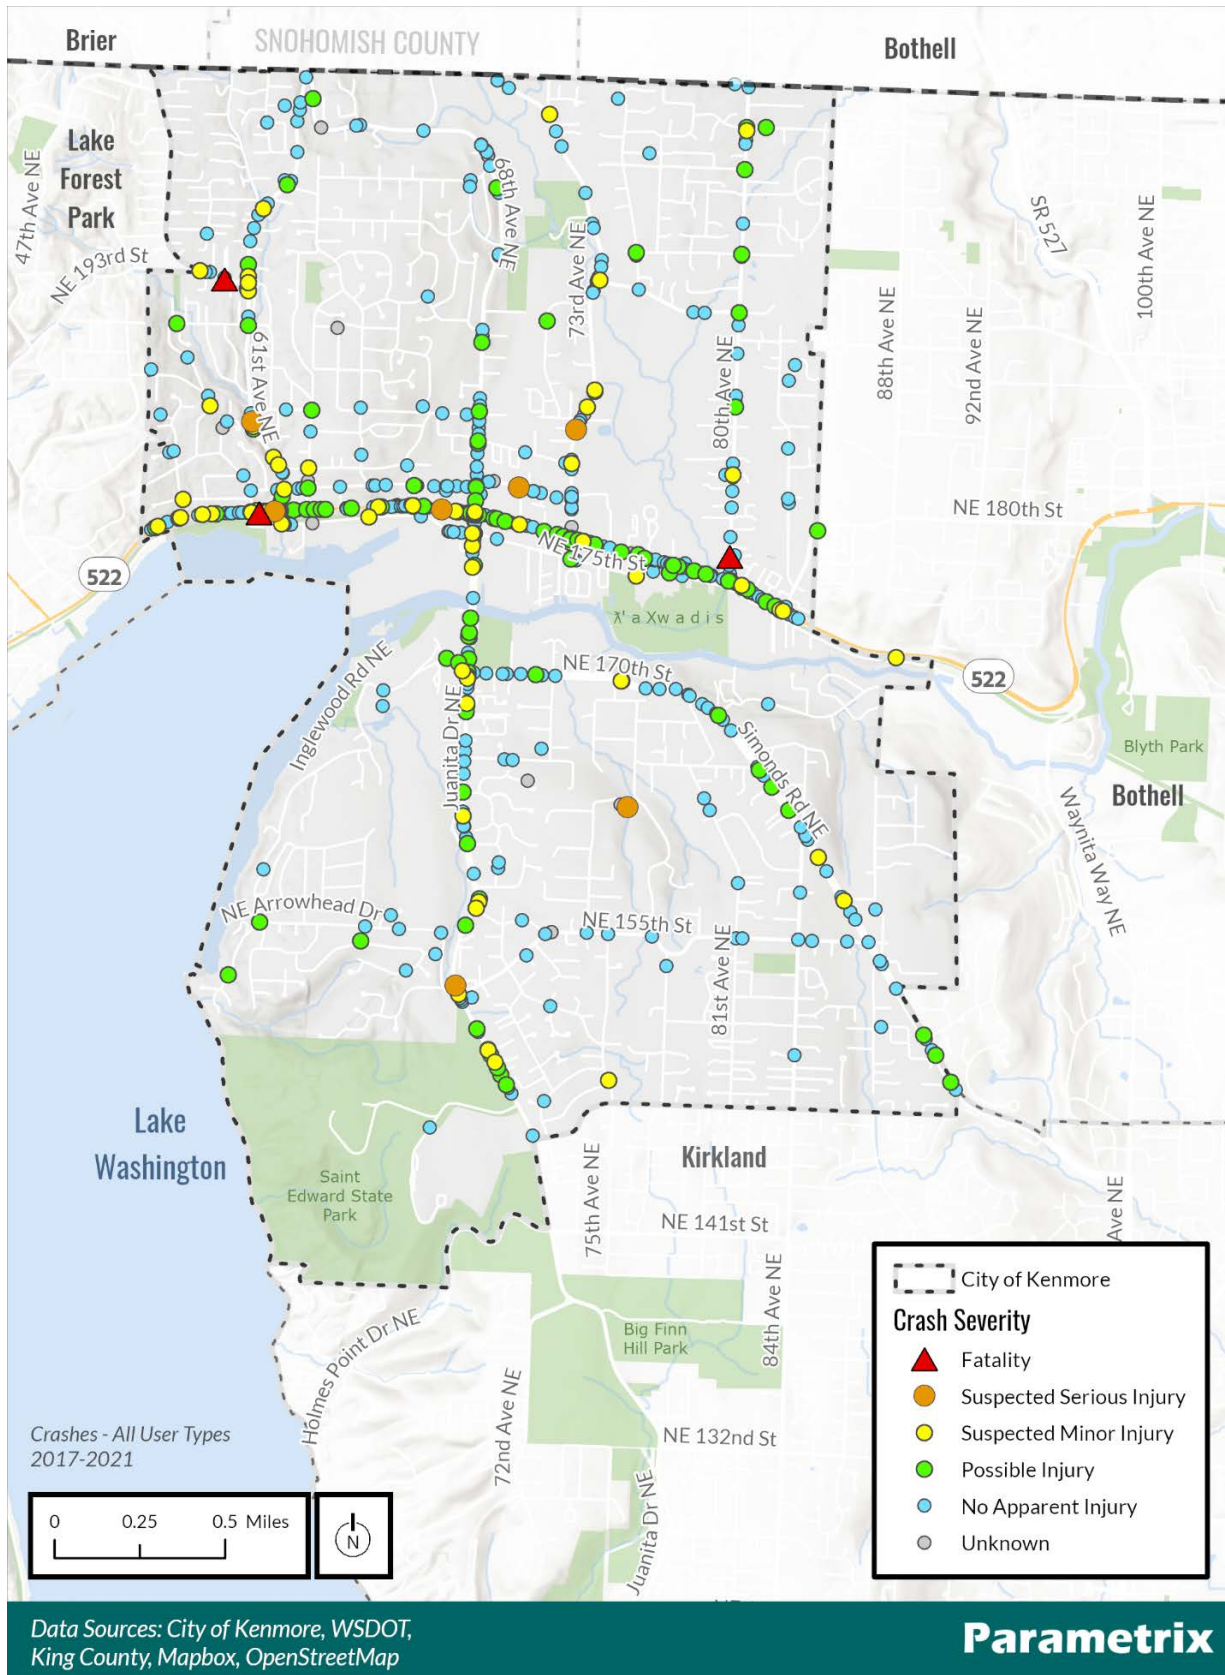 Brier
SNOHOMISH COUNTY
Bothell
Lake
Forest
Park
47th Ave NE
NE 193rd St
68th Ave NE
73rd Ave NE
61st Ave NE
80th Ave NE
88th Ave NE
92nd Ave NE
SR 527
100th Ave NE
NE 180th St
522
NE 175th St
ƛ' a Xw a d i s
522
Inglewood Rd NE
NE 170th St
Juanita Dr NE
Simonds Rd NE
Blyth Park
Bothell
Waynita Way NE
NE Arrowhead Dr
NE 155th St
81st Ave NE
Lake
Washington
Saint
Edward State
Park
Kirkland
75th Ave NE
NE 141st St
84th Ave NE
Ave NE
Holmes Point Dr NE
Big Finn
Hill Park
72nd Ave NE
NE 132nd St
Juanita Dr NE
City of Kenmore
Crash Severity
Fatality
Suspected Serious Injury
Suspected Minor Injury
Possible Injury
No Apparent Injury
Unknown
Crashes - All User Types
2017-2021
0 0.25 0.5 Miles
N
Data Sources: City of Kenmore, WSDOT,
King County, Mapbox, OpenStreetMap
Parametrix